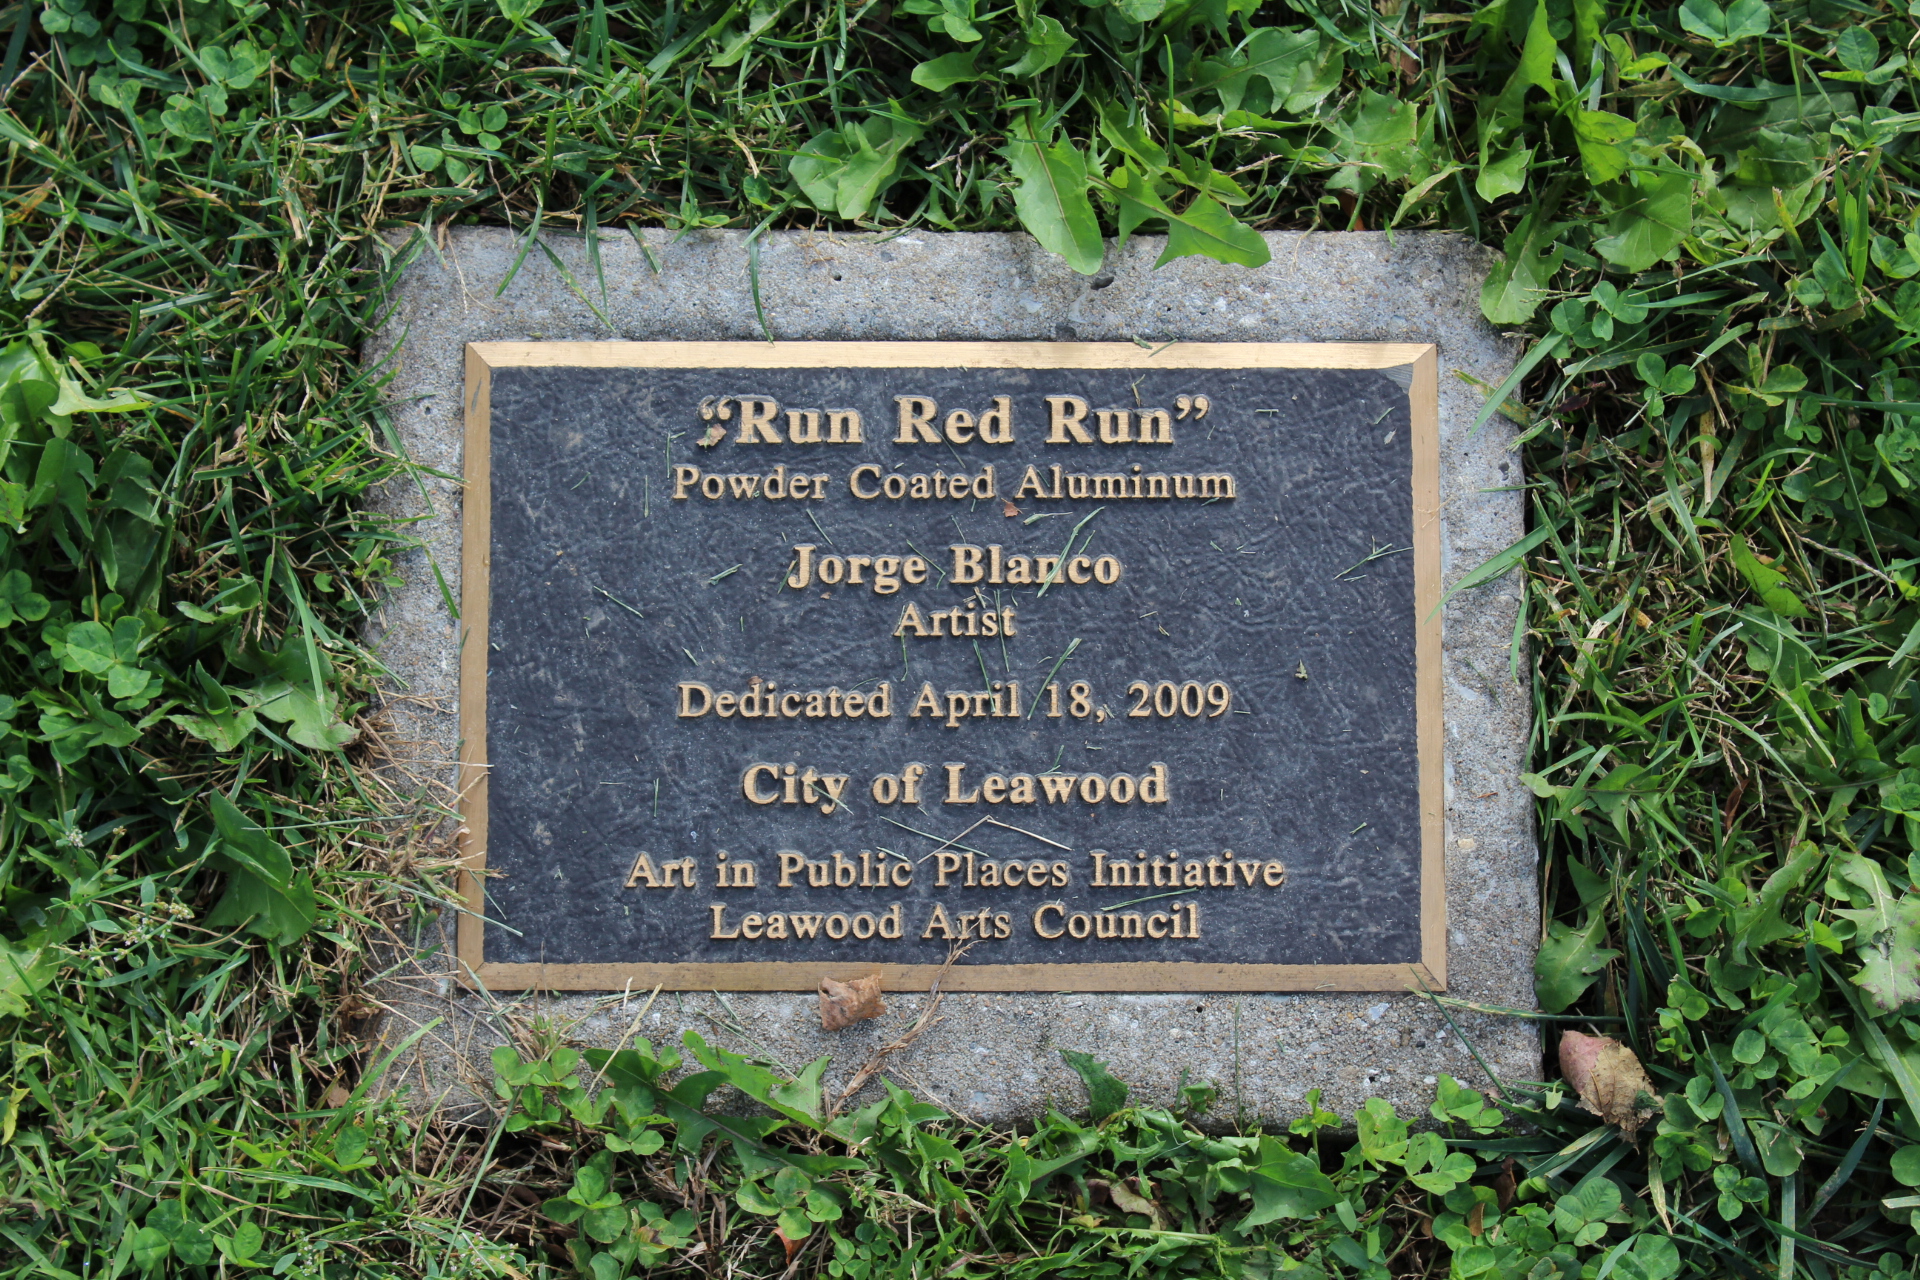 “Run Red Run”
Powder Coated Aluminum
Jorge Blanco
Artist
Dedicated April 18, 2009
City of Leawood
Art in Public Places Initiative
Leawood Arts Council